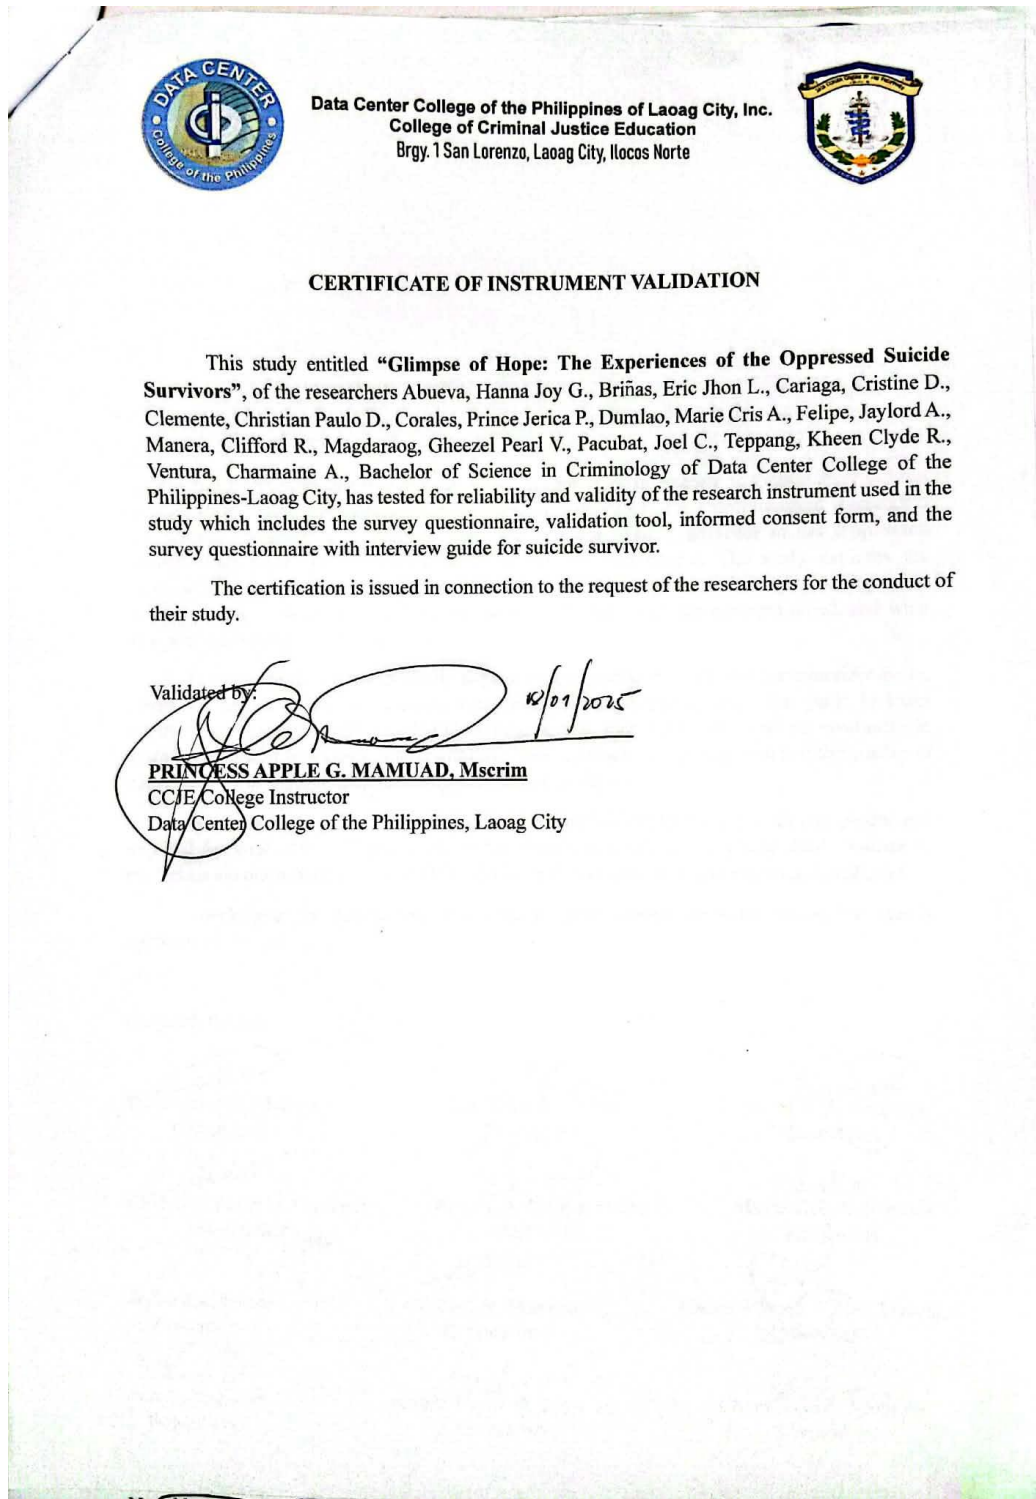 DATA CENTER
College of the Philippines
Data Center College of the Philippines of Laoag City, Inc.
College of Criminal Justice Education
Brgy. 1 San Lorenzo, Laoag City, Ilocos Norte
CERTIFICATE OF INSTRUMENT VALIDATION
This study entitled “Glimpse of Hope: The Experiences of the Oppressed Suicide
Survivors”, of the researchers Abueva, Hanna Joy G., Briñas, Eric Jhon L., Cariaga, Cristine D.,
Clemente, Christian Paulo D., Corales, Prince Jerica P., Dumlao, Marie Cris A., Felipe, Jaylord A.,
Manera, Clifford R., Magdaraog, Gheezel Pearl V., Pacubat, Joel C., Teppang, Kheen Clyde R.,
Ventura, Charmaine A., Bachelor of Science in Criminology of Data Center College of the
Philippines-Laoag City, has tested for reliability and validity of the research instrument used in the
study which includes the survey questionnaire, validation tool, informed consent form, and the
survey questionnaire with interview guide for suicide survivor.
The certification is issued in connection to the request of the researchers for the conduct of
their study.
Validated by:
PRINCESS APPLE G. MAMUAD, Mscrim
CCJE College Instructor
Data Center College of the Philippines, Laoag City